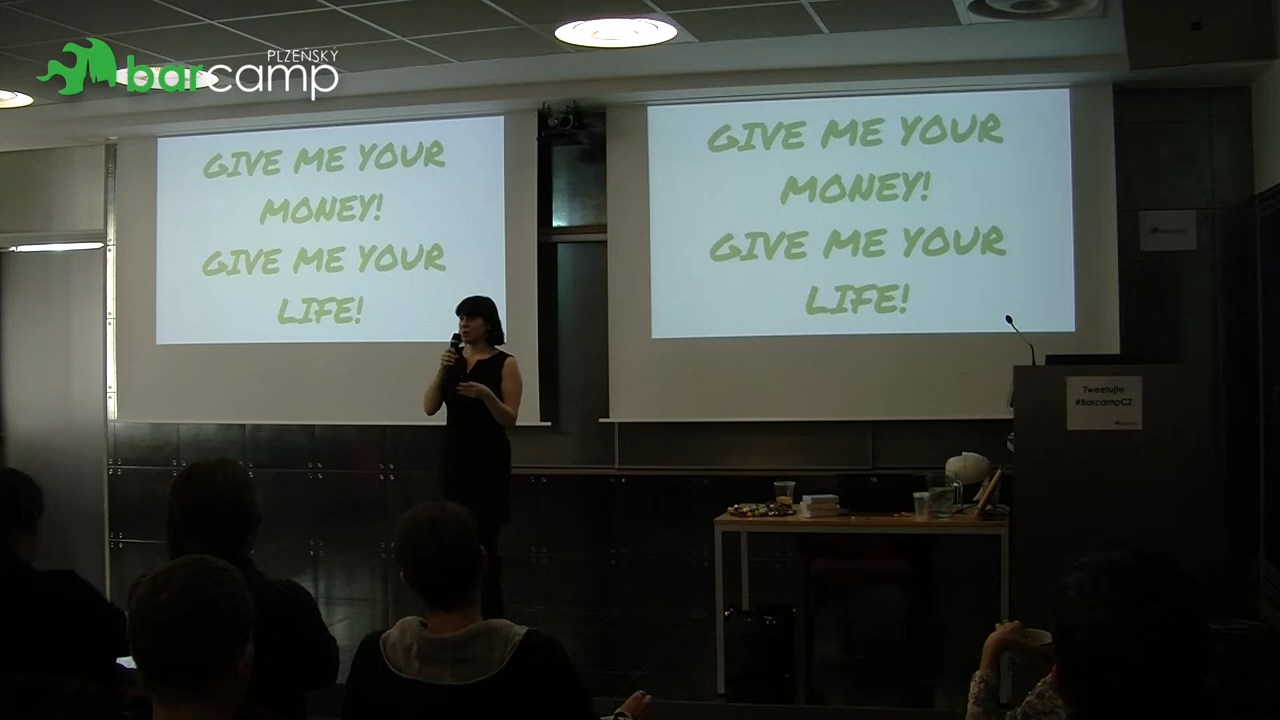 PLZEŇSKÝ
barcamp
GIVE ME YOUR
MONEY!
GIVE ME YOUR
LIFE!
GIVE ME YOUR
MONEY!
GIVE ME YOUR
LIFE!
Tweetujte
#BarcampCZ